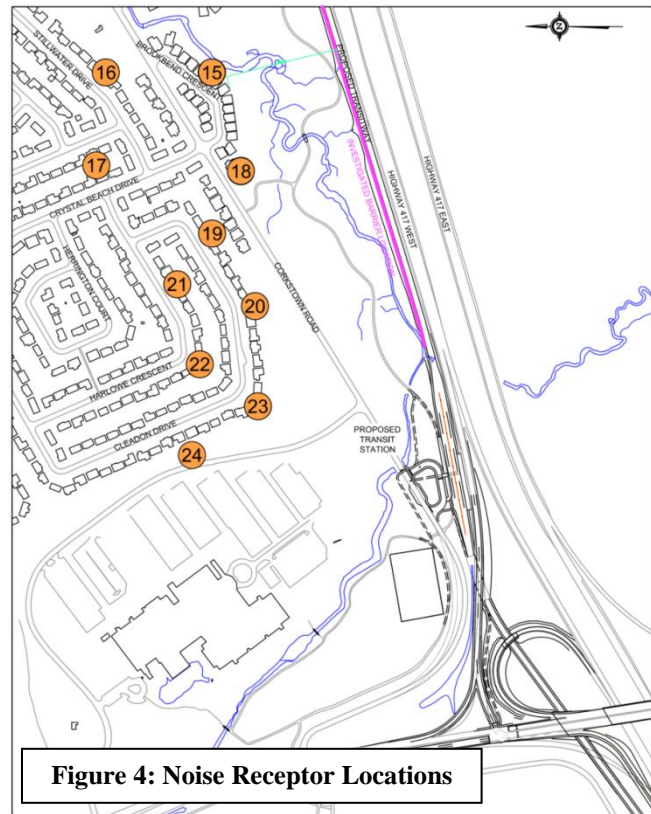 16
STILLWATER DRIVE
BROOKBEND CRESCENT
15
PROPOSED TRANSITWAY
17
18
CRYSTAL BEACH DRIVE
INVESTIGATED BARRIER LOCATION
HIGHWAY 417 WEST
HIGHWAY 417 EAST
19
HERRINGTON COURT
21
20
CORKSTOWN ROAD
22
HARLOWE CRESCENT
23
CLEADON DRIVE
24
PROPOSED
TRANSIT
STATION
Figure 4: Noise Receptor Locations